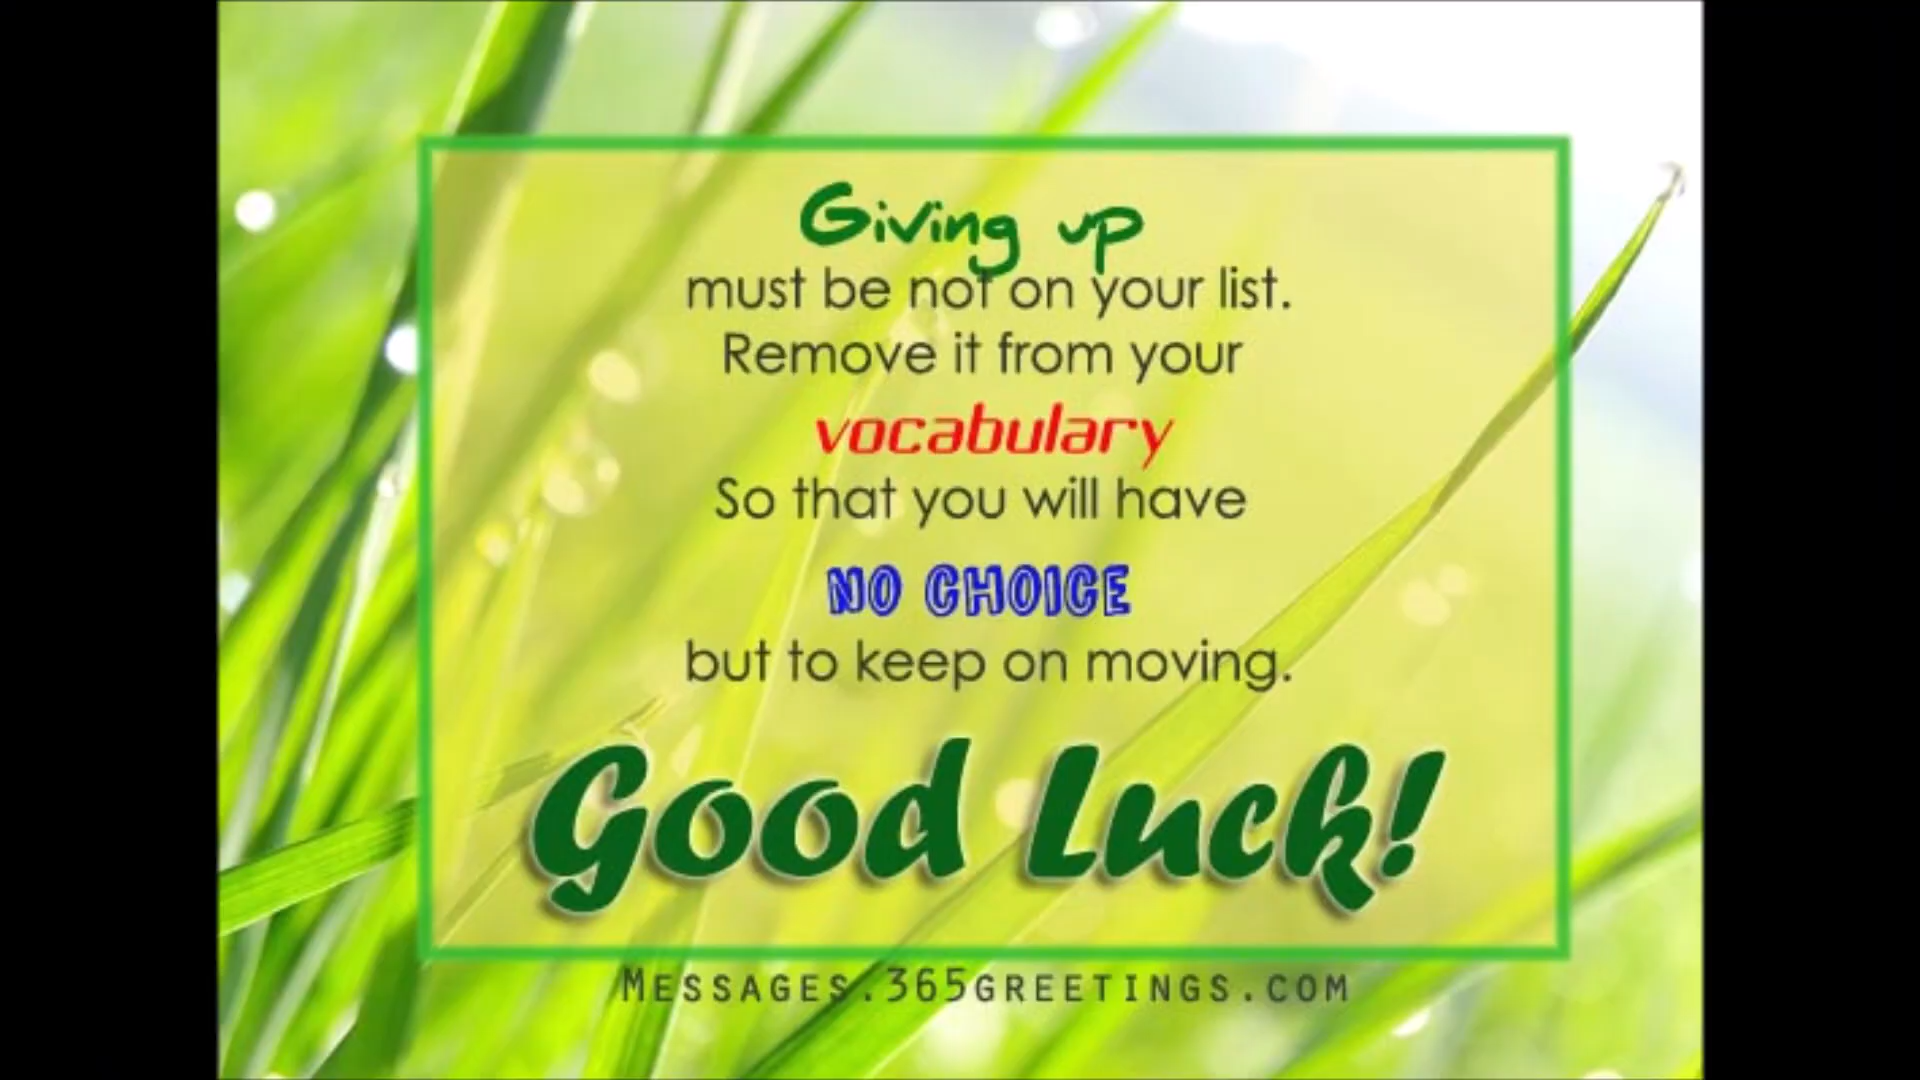 Giving up
must be not on your list.
Remove it from your
vocabulary
So that you will have
NO CHOICE
but to keep on moving.
Good Luck!
MESSAGES.365GREETINGS.COM